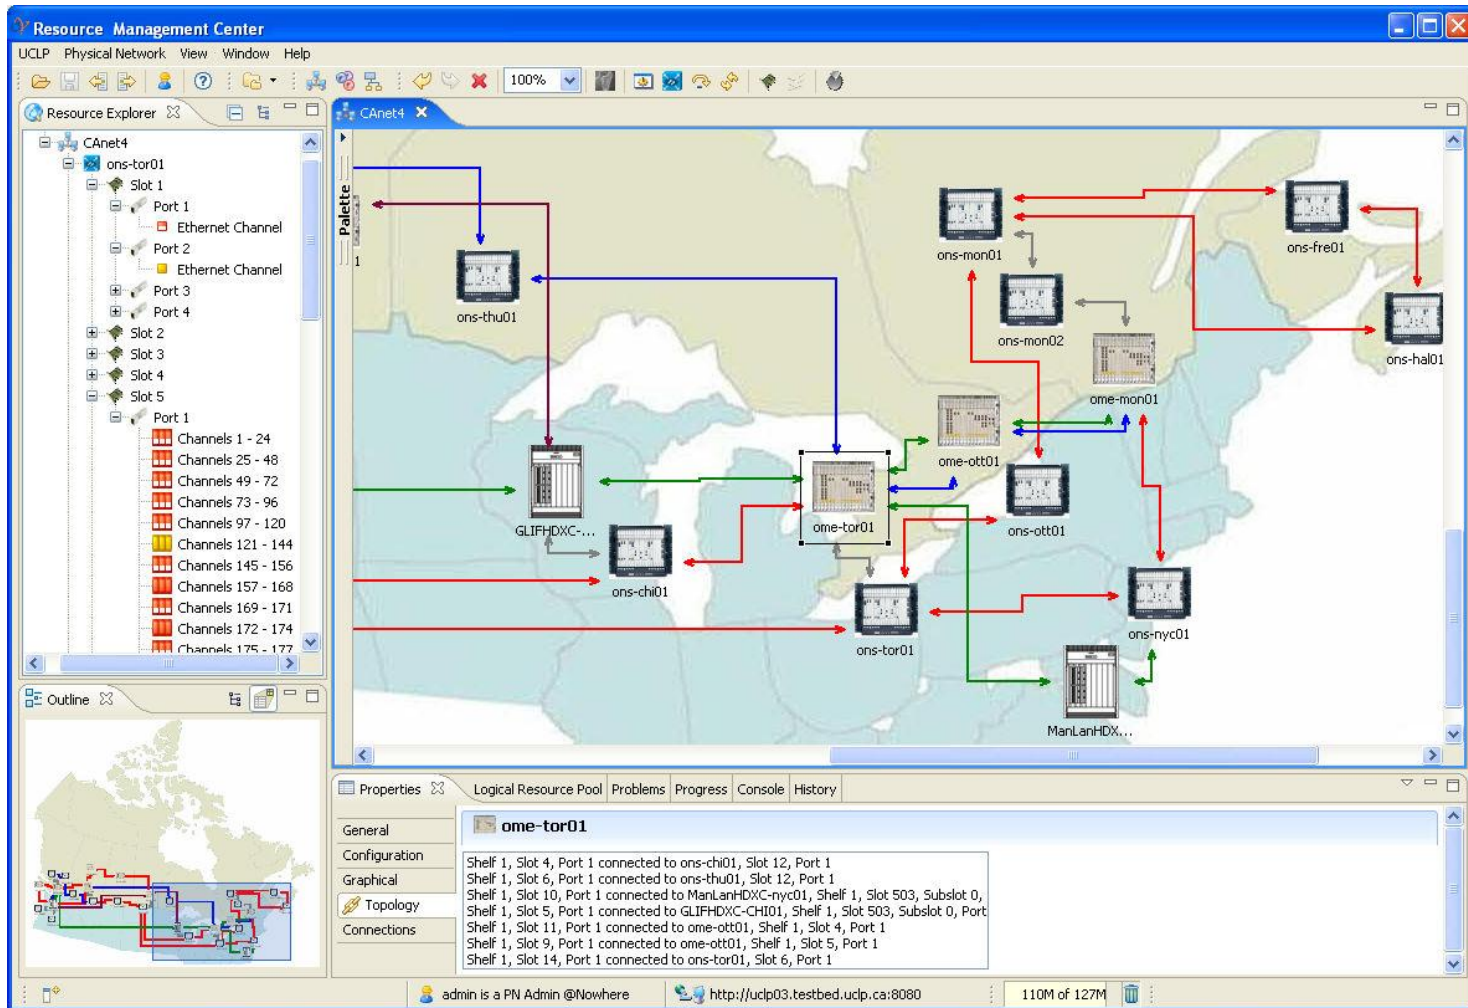 Resource Management Center
UCLP Physical Network View Window Help
100%
Resource Explorer
CAnet4
ons-tor01
Slot 1
Port 1
Ethernet Channel
Port 2
Ethernet Channel
Port 3
Port 4
Slot 2
Slot 3
Slot 4
Slot 5
Port 1
Channels 1 - 24
Channels 25 - 48
Channels 49 - 72
Channels 73 - 96
Channels 97 - 120
Channels 121 - 144
Channels 145 - 156
Channels 157 - 168
Channels 169 - 171
Channels 172 - 174
Channels 175 - 177
Outline
CAnet4
Palette
1
ons-thu01
ons-mon01
ons-fre01
ons-mon02
ons-hal01
ome-mon01
ome-ott01
GLIFHDXC-...
ome-tor01
ons-ott01
ons-chi01
ons-tor01
ons-nyc01
ManLanHDX...
Properties Logical Resource Pool Problems Progress Console History
General
Configuration
Graphical
Topology
Connections
ome-tor01
Shelf 1, Slot 4, Port 1 connected to ons-chi01, Slot 12, Port 1
Shelf 1, Slot 6, Port 1 connected to ons-thu01, Slot 12, Port 1
Shelf 1, Slot 10, Port 1 connected to ManLanHDXC-nyc01, Shelf 1, Slot 503, Subslot 0,
Shelf 1, Slot 5, Port 1 connected to GLIFHDXC-CHI01, Shelf 1, Slot 503, Subslot 0, Port
Shelf 1, Slot 11, Port 1 connected to ome-ott01, Shelf 1, Slot 4, Port 1
Shelf 1, Slot 9, Port 1 connected to ome-ott01, Shelf 1, Slot 5, Port 1
Shelf 1, Slot 14, Port 1 connected to ons-tor01, Slot 6, Port 1
admin is a PN Admin @Nowhere
http://uclp03.testbed.uclp.ca:8080
110M of 127M